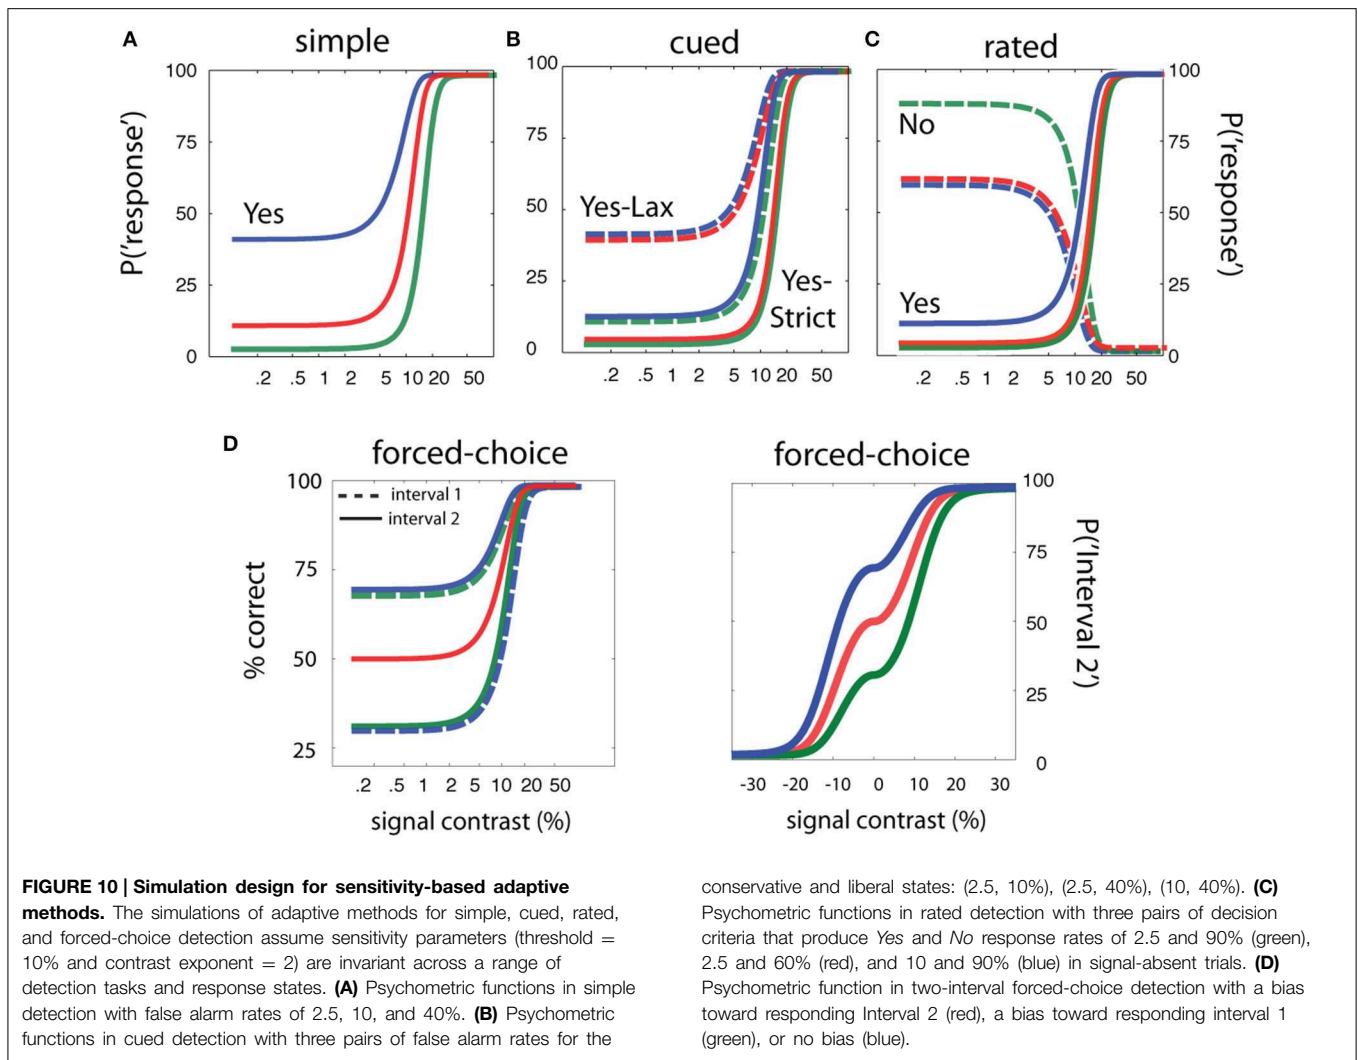 A
simple
P('response')
100
75
50
25
0
Yes
.2 .5 1 2 5 10 20 50
B
cued
100
75
50
25
0
Yes-Lax
Yes-
Strict
.2 .5 1 2 5 10 20 50
C
rated
No
Yes
100
75
50
25
0
P('response')
.2 .5 1 2 5 10 20 50
D
forced-choice
% correct
100
75
50
25
interval 1
interval 2
.2 .5 1 2 5 10 20 50
signal contrast (%)
forced-choice
100
75
50
25
0
P('Interval 2')
-30 -20 -10 0 10 20 30
signal contrast (%)
FIGURE 10 | Simulation design for sensitivity-based adaptive
methods. The simulations of adaptive methods for simple, cued, rated,
and forced-choice detection assume sensitivity parameters (threshold =
10% and contrast exponent = 2) are invariant across a range of
detection tasks and response states. (A) Psychometric functions in simple
detection with false alarm rates of 2.5, 10, and 40%. (B) Psychometric
functions in cued detection with three pairs of false alarm rates for the
conservative and liberal states: (2.5, 10%), (2.5, 40%), (10, 40%). (C)
Psychometric functions in rated detection with three pairs of decision
criteria that produce Yes and No response rates of 2.5 and 90% (green),
2.5 and 60% (red), and 10 and 90% (blue) in signal-absent trials. (D)
Psychometric function in two-interval forced-choice detection with a bias
toward responding Interval 2 (red), a bias toward responding interval 1
(green), or no bias (blue).